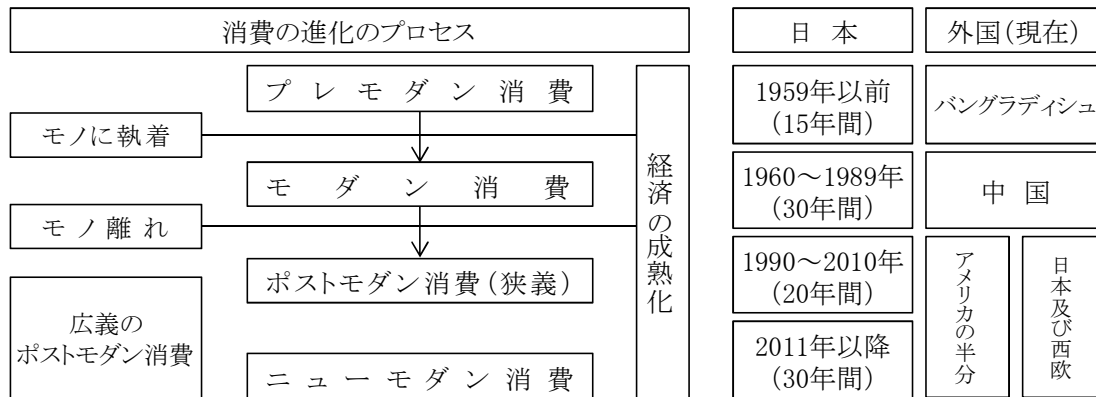 消費の進化のプロセス
日本
外国(現在)
プレモダン消費
1959年以前
(15年間)
バングラディシュ
モノに執着
経済の成熟化
モダン消費
1960～1989年
(30年間)
中国
モノ離れ
ポストモダン消費(狭義)
1990～2010年
(20年間)
アメリカの半分
日本及び西欧
広義の
ポストモダン消費
ニューモダン消費
2011年以降
(30年間)